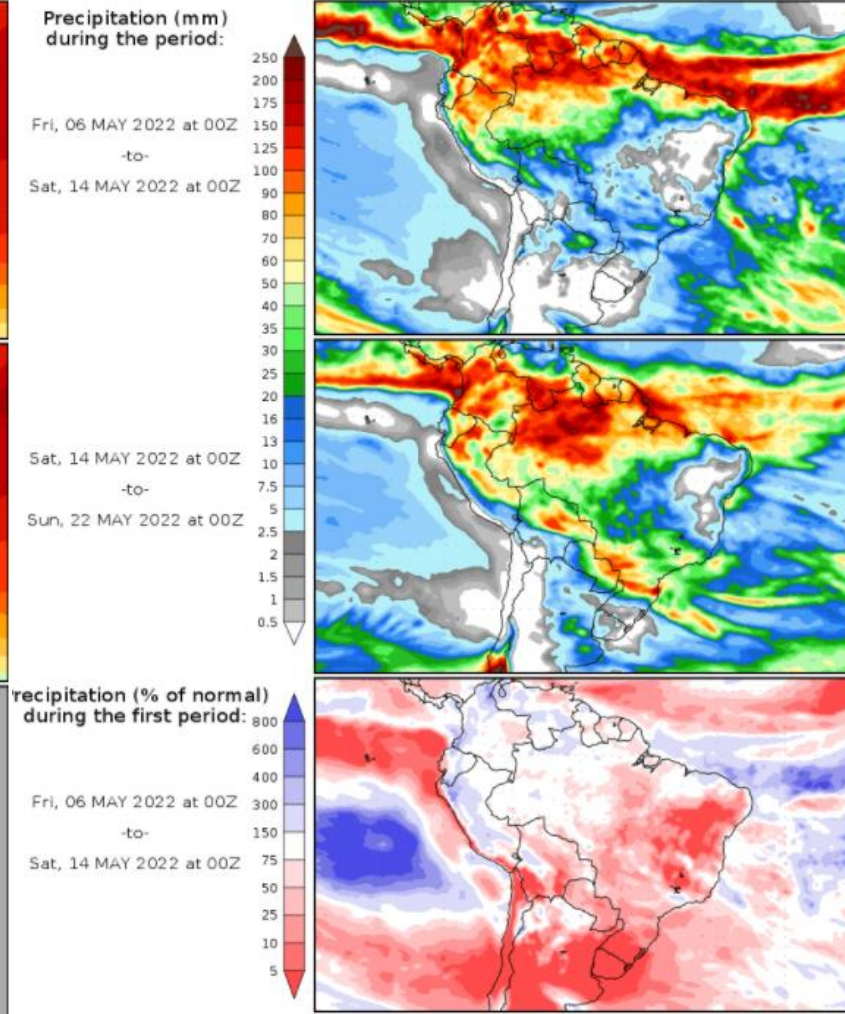 Precipitation (mm)
during the period:
Fri, 06 MAY 2022 at 00Z
-to-
Sat, 14 MAY 2022 at 00Z
250
200
175
150
125
100
90
80
70
60
50
40
35
30
25
20
16
13
10
7.5
5
2.5
2
1.5
1
0.5
Sat, 14 MAY 2022 at 00Z
-to-
Sun, 22 MAY 2022 at 00Z
recipitation (% of normal)
during the first period:
Fri, 06 MAY 2022 at 00Z
-to-
Sat, 14 MAY 2022 at 00Z
800
600
400
300
150
75
50
25
10
5